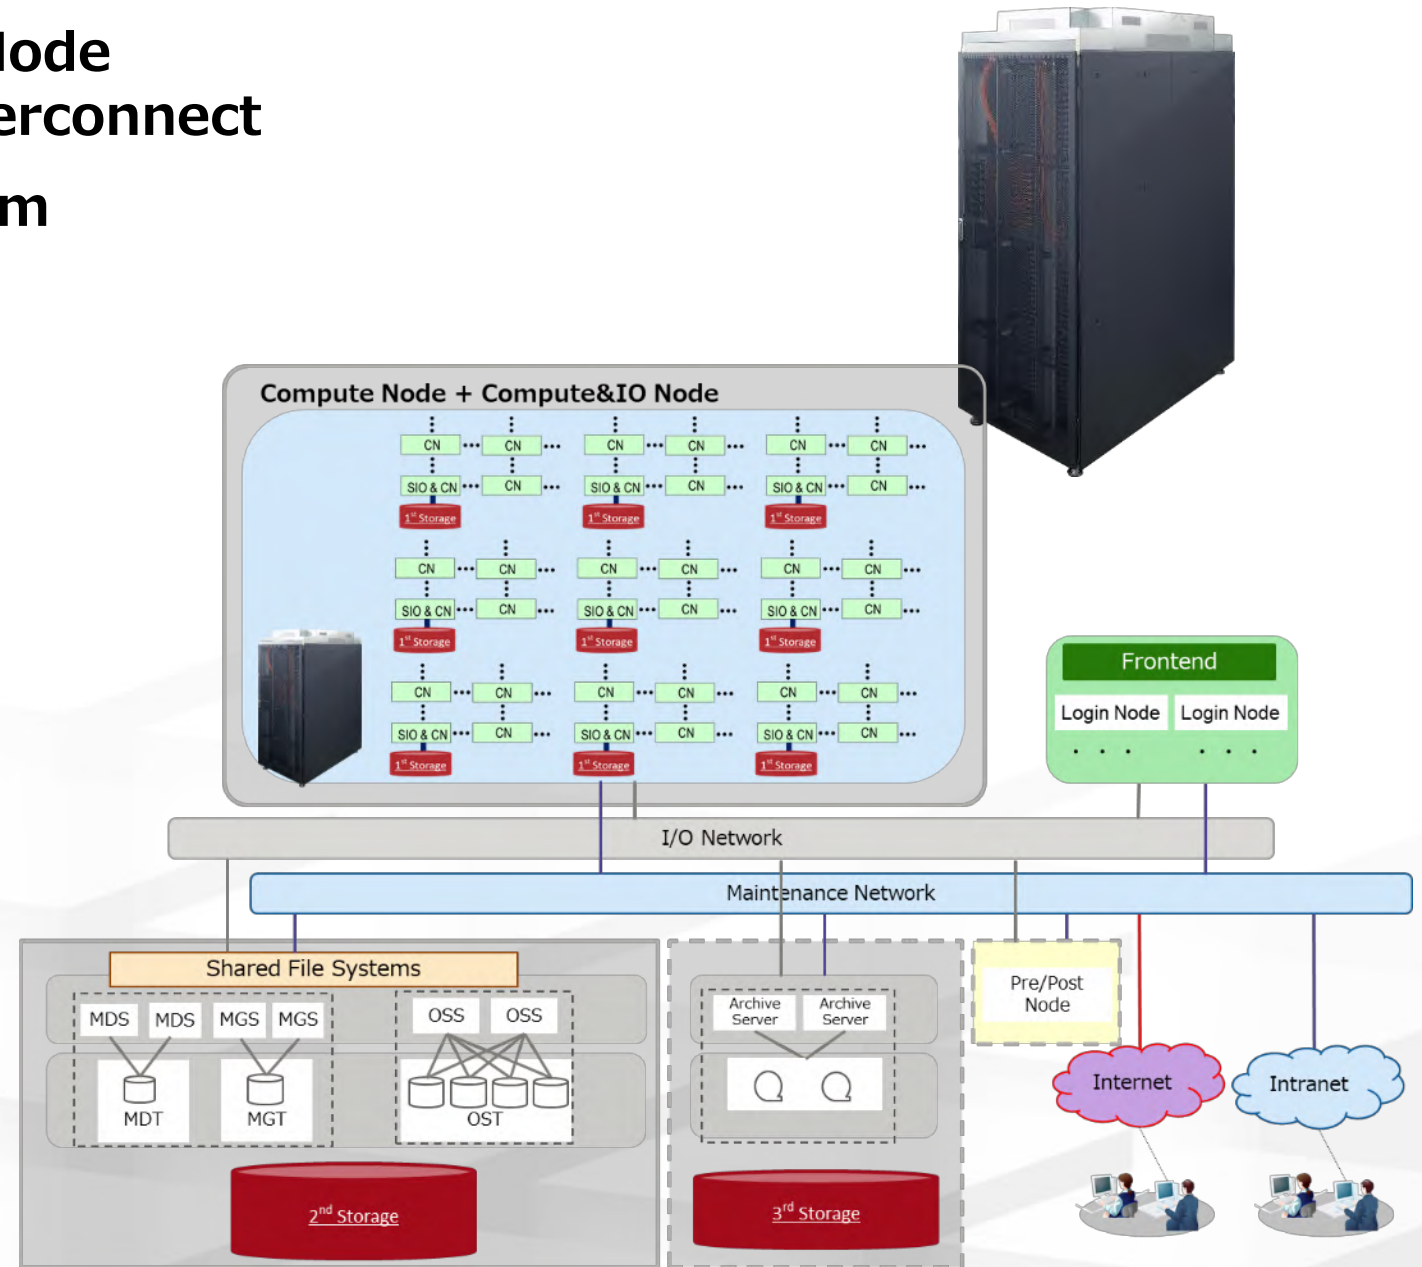 erconnect
Compute Node + Compute&IO Node
CN CN CN CN CN CN
SIO & CN CN SIO & CN CN SIO & CN CN
1st Storage 1st Storage 1st Storage
CN CN CN CN CN CN
SIO & CN CN SIO & CN CN SIO & CN CN
1st Storage 1st Storage 1st Storage
CN CN CN CN CN CN
SIO & CN CN SIO & CN CN SIO & CN CN
1st Storage 1st Storage 1st Storage
Frontend
Login Node Login Node
I/O Network
Maintenance Network
Shared File Systems
MDS MDS MGS MGS OSS OSS
MDT MGT OST
2nd Storage
Archive Archive
Server Server
3rd Storage
Pre/Post
Node
Internet
Intranet